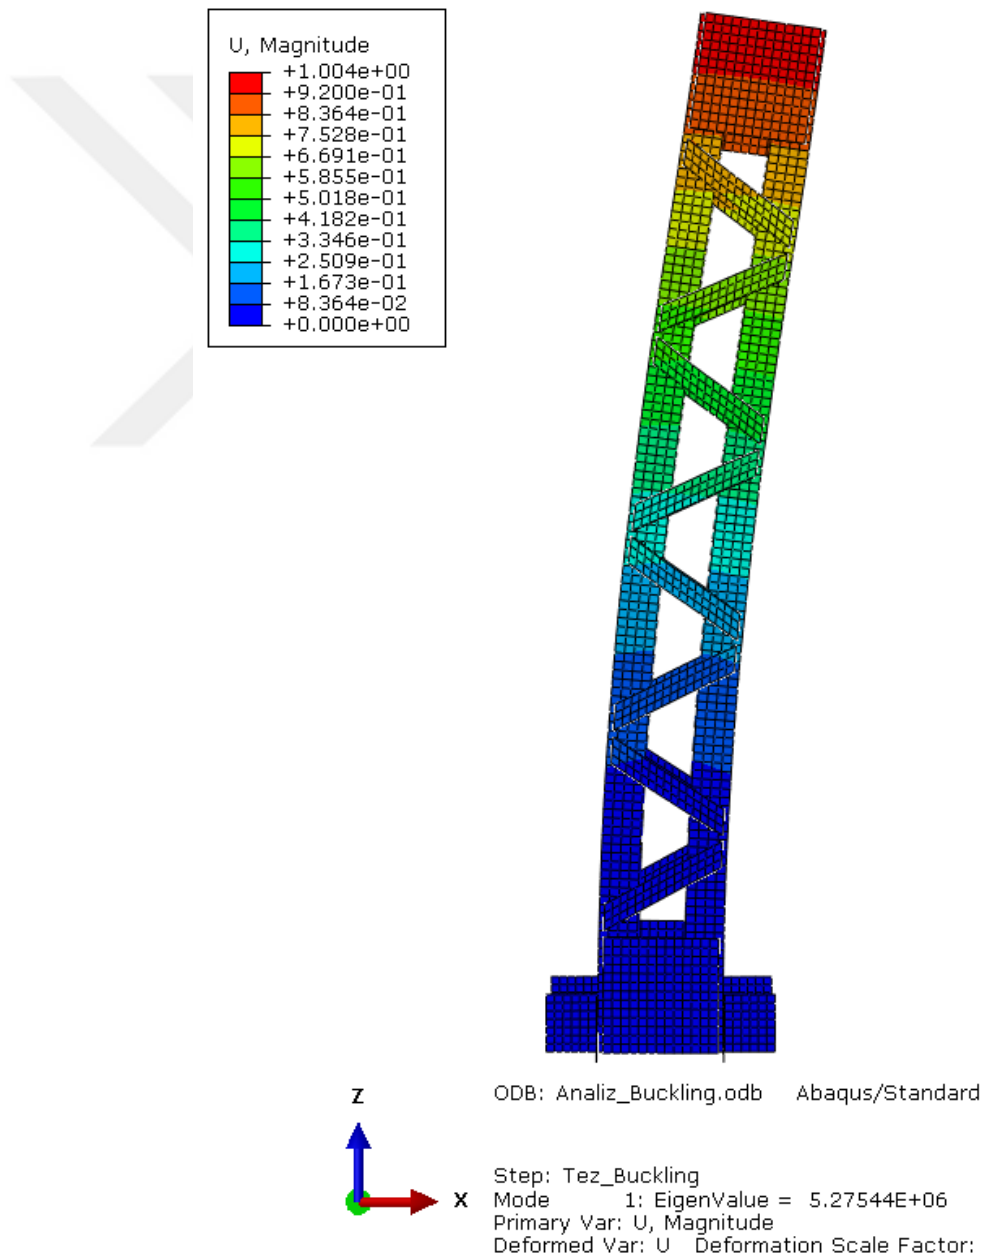 U, Magnitude
+1.004e+00
+9.200e-01
+8.364e-01
+7.528e-01
+6.691e-01
+5.855e-01
+5.018e-01
+4.182e-01
+3.346e-01
+2.509e-01
+1.673e-01
+8.364e-02
+0.000e+00
Z
X
ODB: Analiz_Buckling.odb Abaqus/Standard
Step: Tez_Buckling
Mode 1: EigenValue = 5.27544E+06
Primary Var: U, Magnitude
Deformed Var: U Deformation Scale Factor: